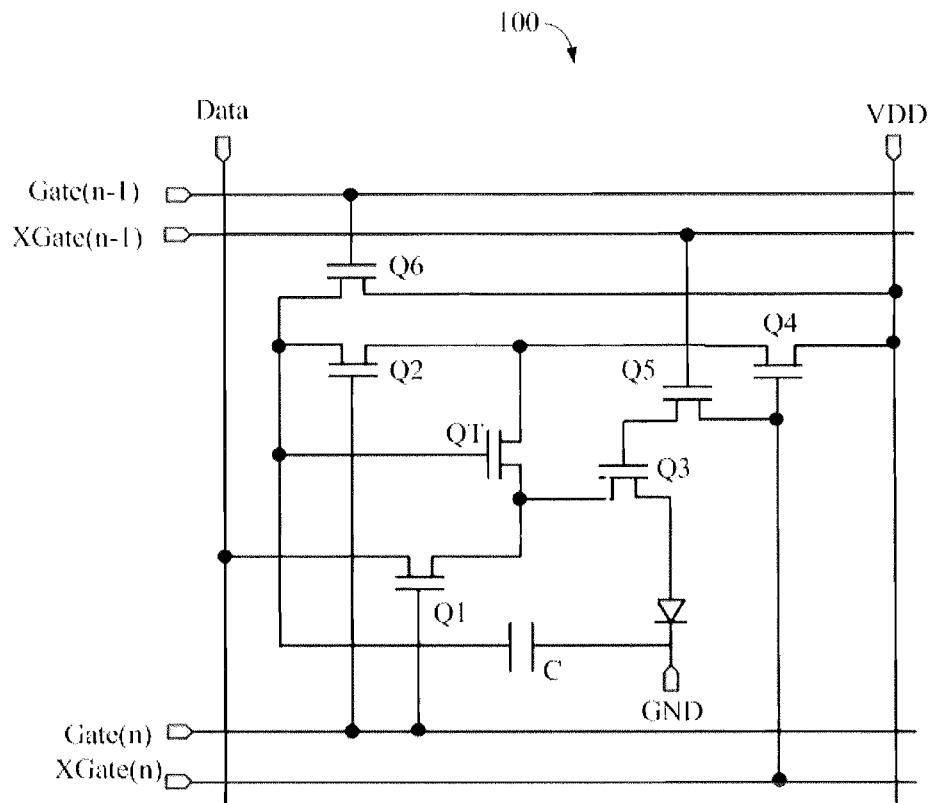 100
Data
VDD
Gate(n-1)
XGate(n-1)
Q6
Q4
Q2
Q5
QT
Q3
Q1
C
GND
Gate(n)
XGate(n)